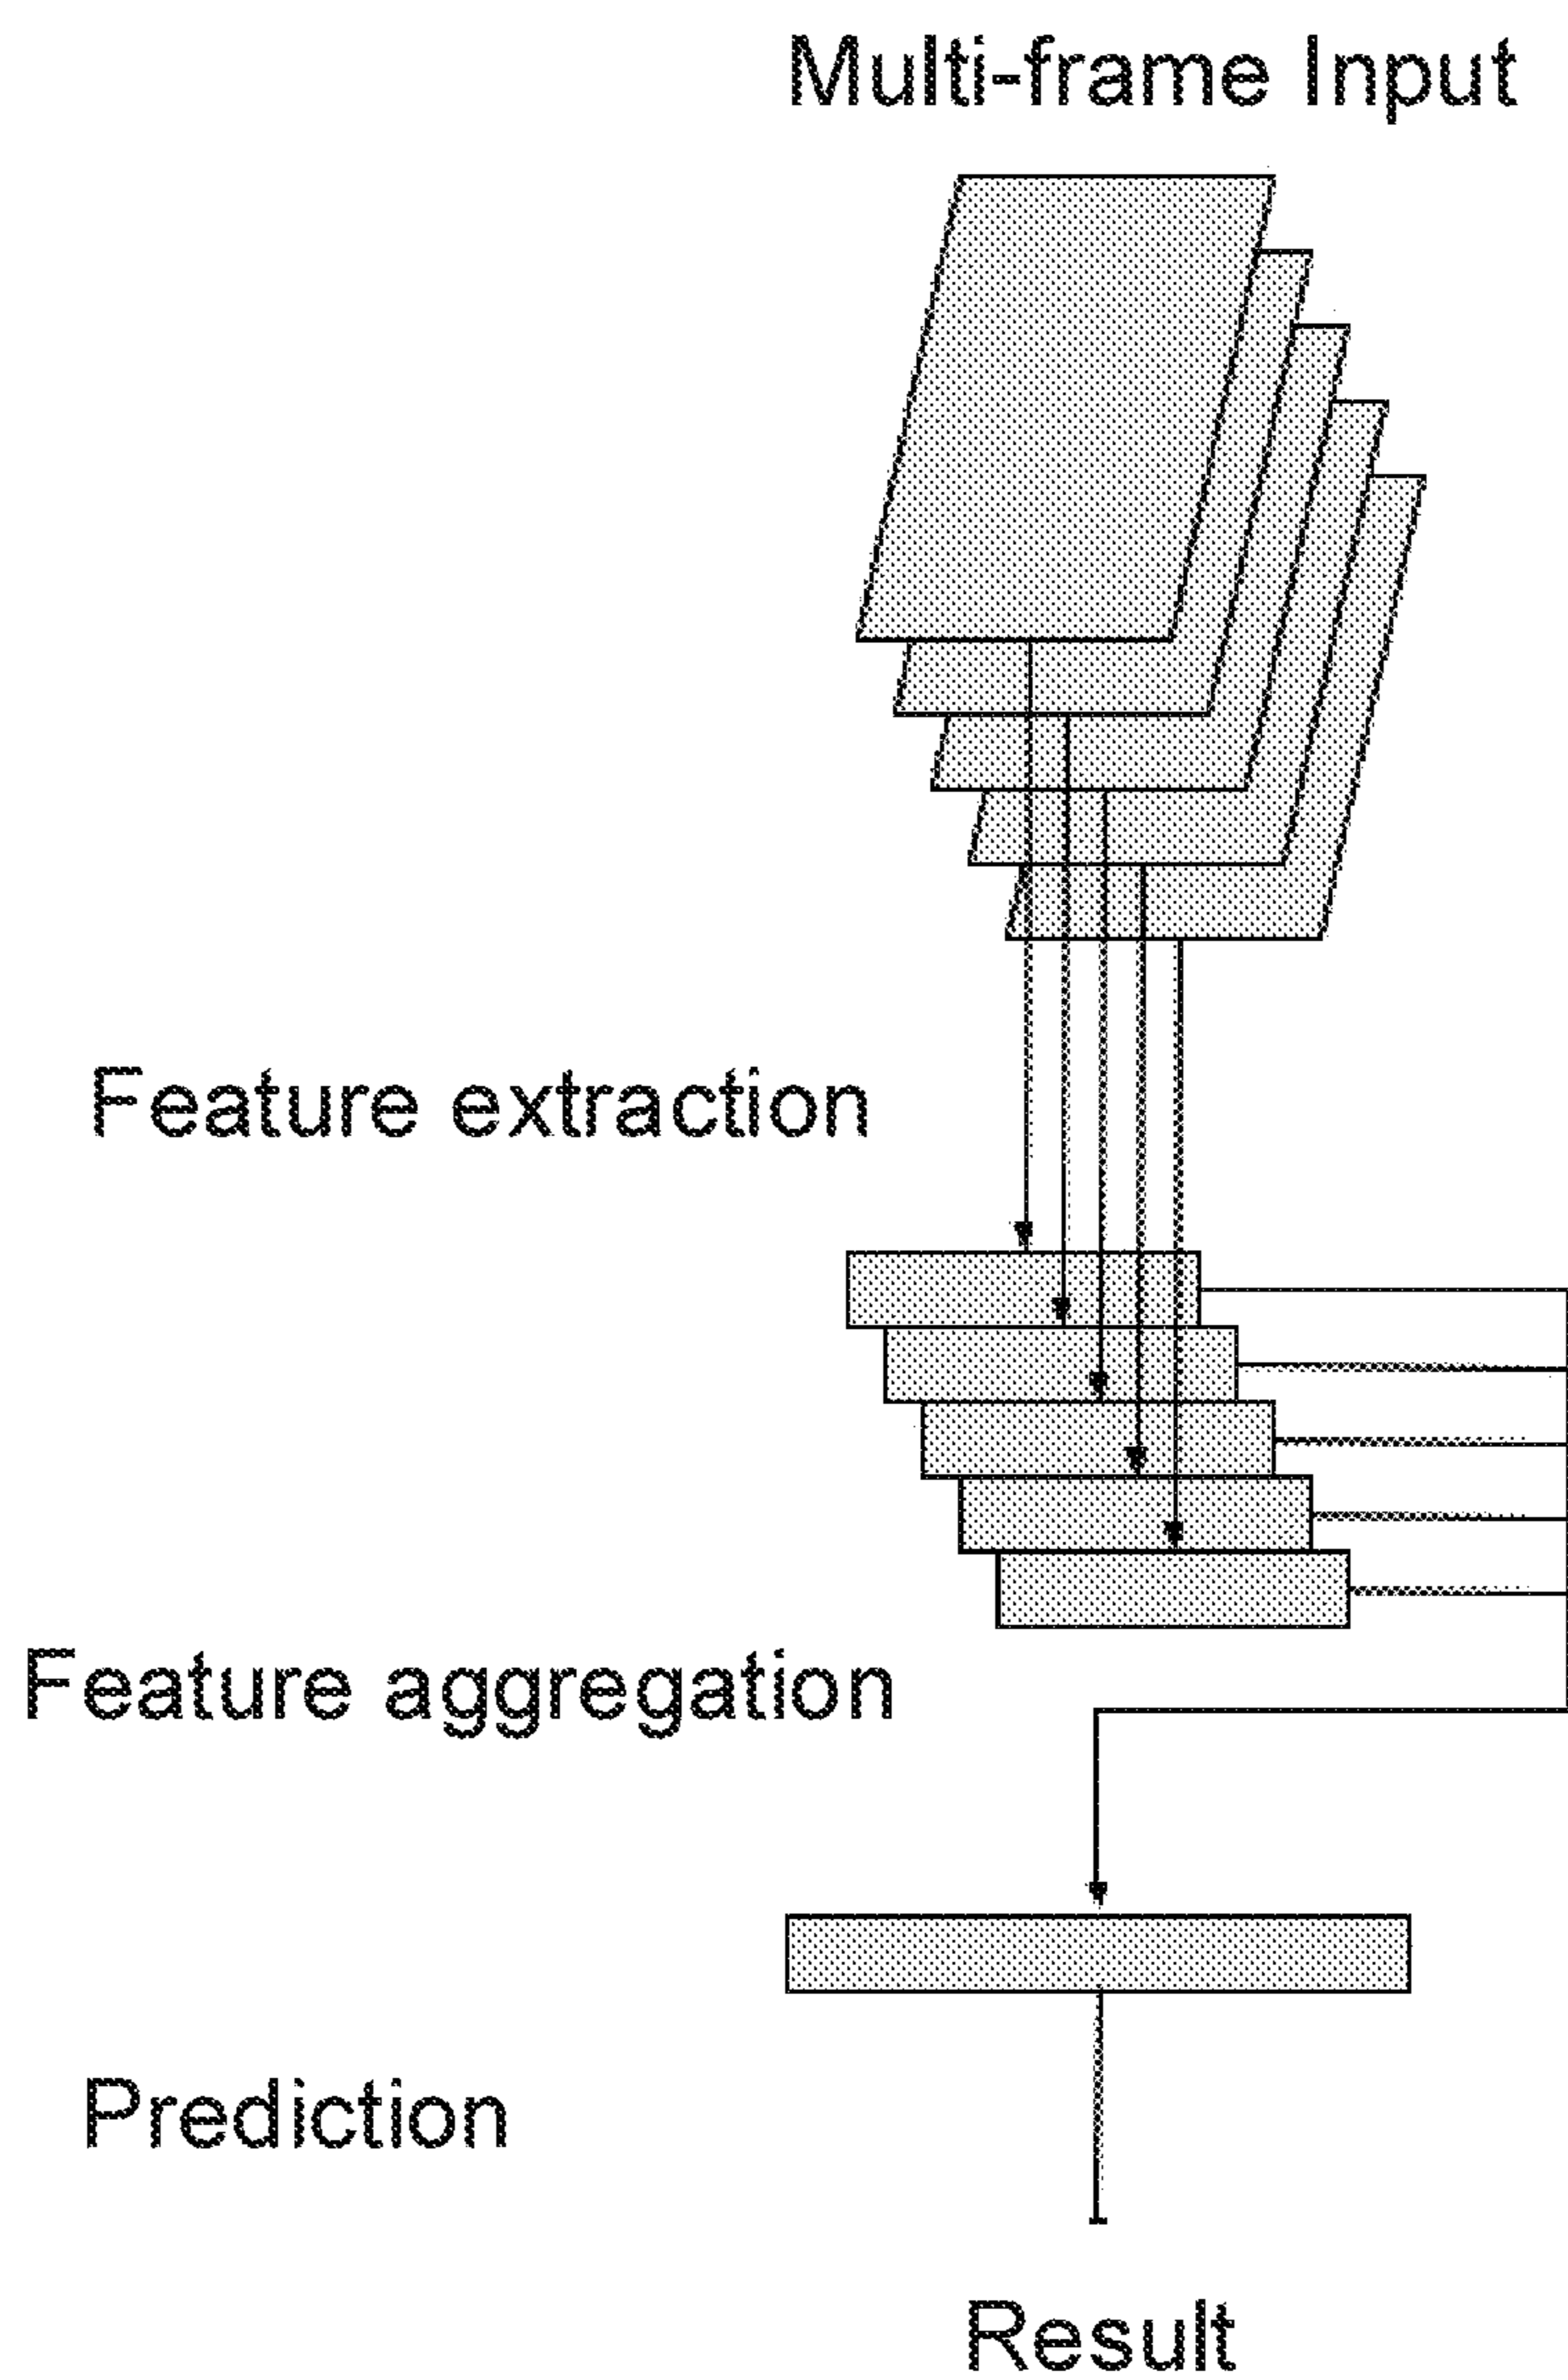 Multi-frame Input
Feature extraction
Feature aggregation
Prediction
Result